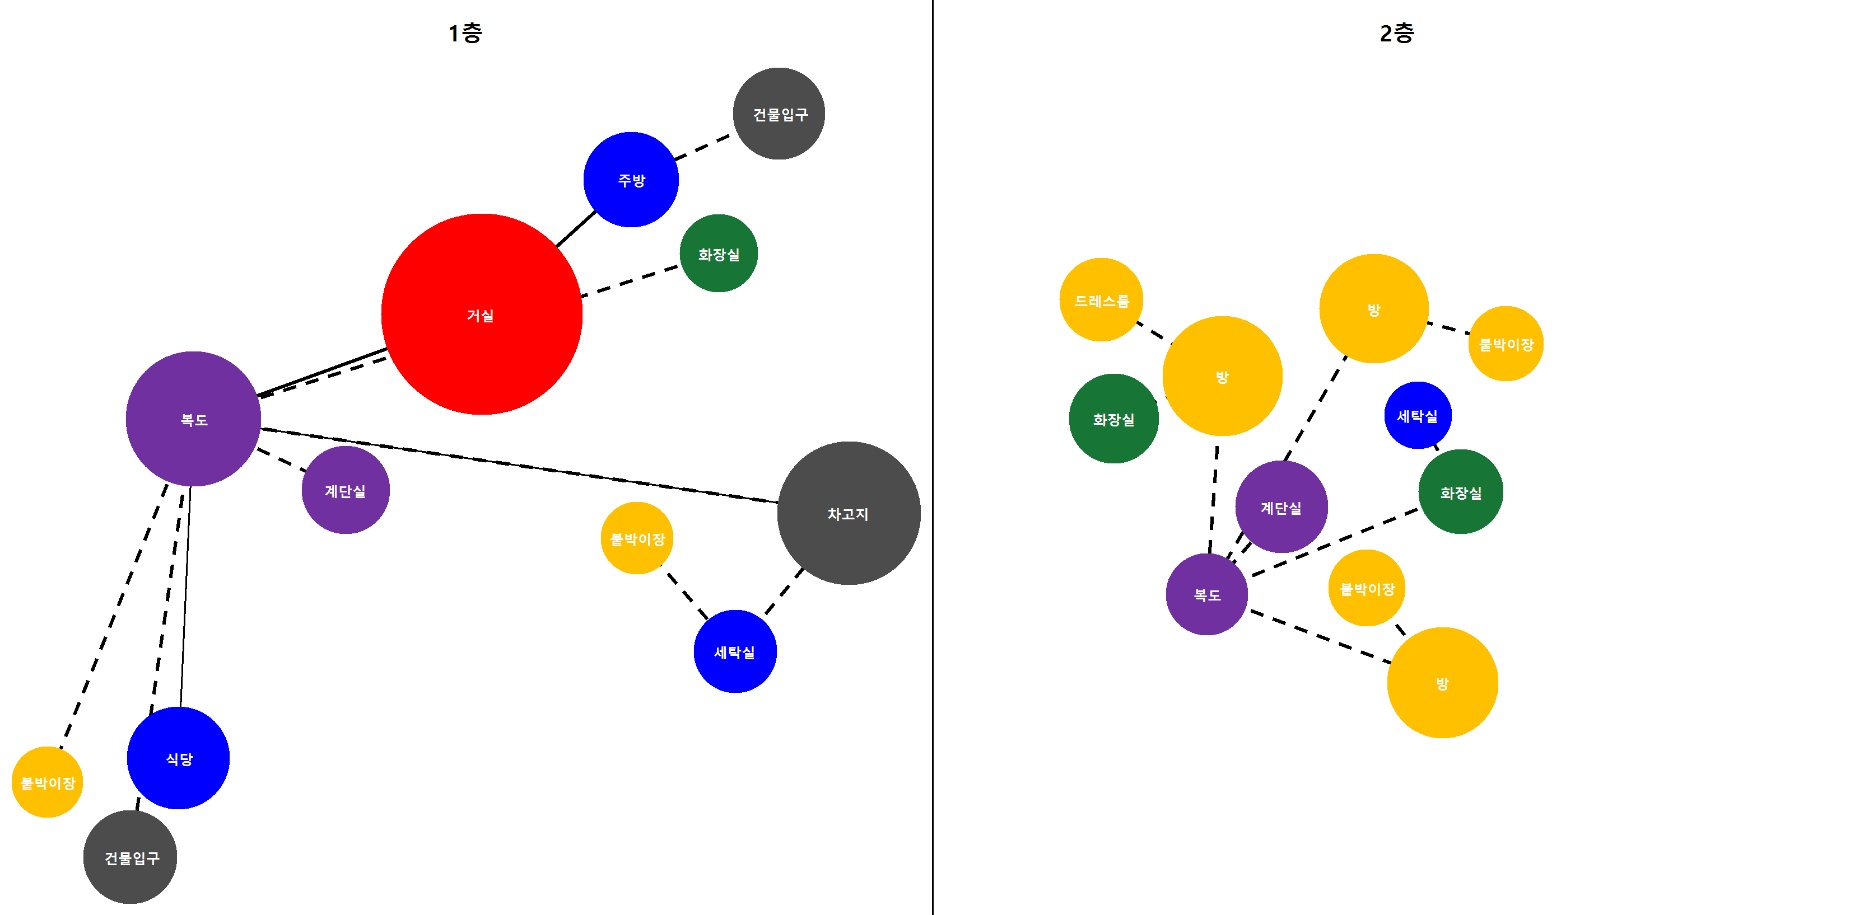 1층
건물입구
주방
화장실
거실
복도
계단실
차고지
붙박이장
세탁실
식당
붙박이장
건물입구
2층
드레스룸
방
붙박이장
방
세탁실
화장실
화장실
계단실
붙박이장
복도
방